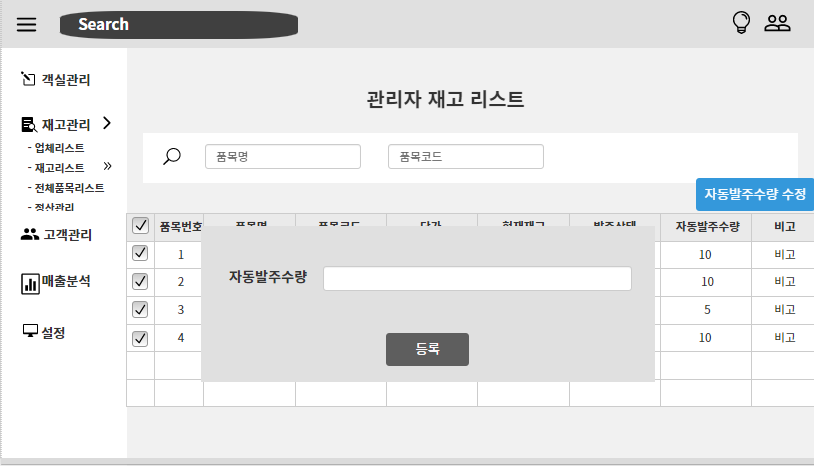 Search
객실관리
재고관리
- 업체리스트
- 재고리스트
- 전체품목리스트
- 정산관리
고객관리
매출분석
설정
관리자 재고 리스트
품목명 품목코드
자동발주수량 수정
품목번호 품목명 품목코드 단가 현재재고 발주상태 자동발주수량 비고
1 10 비고
2 10 비고
3 5 비고
4 10 비고
자동발주수량
등록